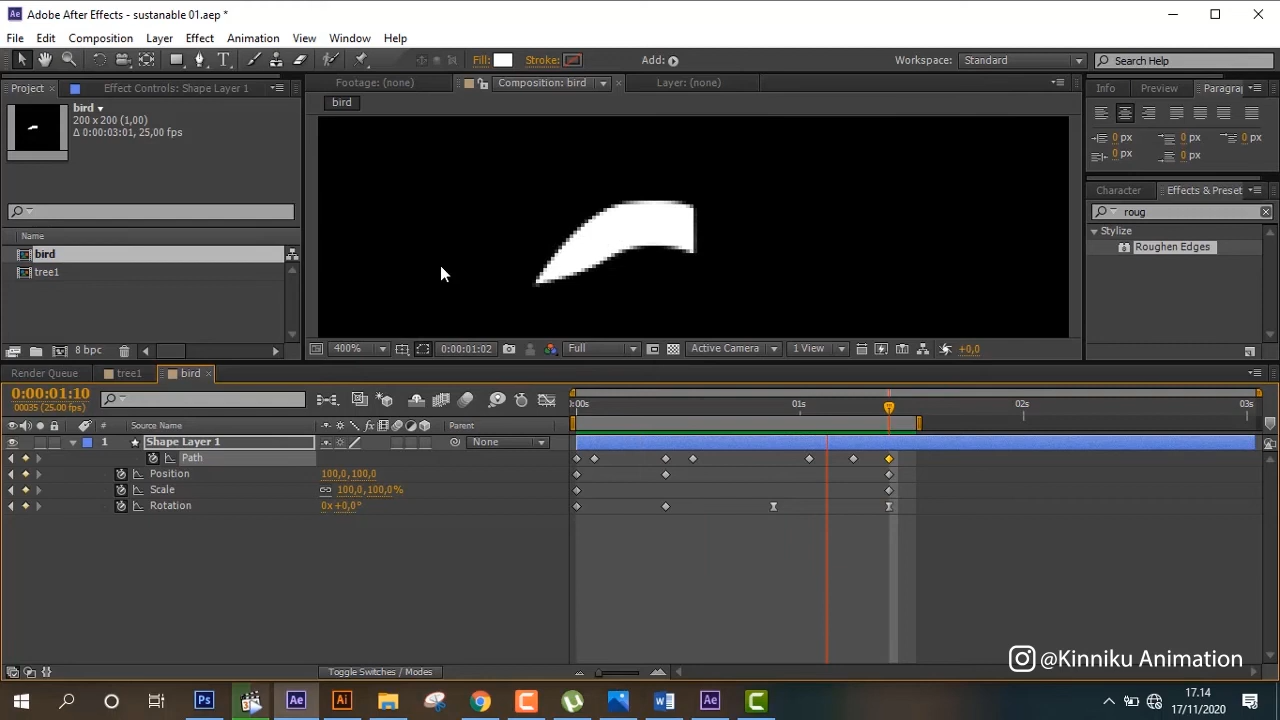 Adobe After Effects - sustanable 01.aep *
File Edit Composition Layer Effect Animation View Window Help
Fill: Stroke: Add: Workspace: Standard Search Help
Project Effect Controls: Shape Layer 1 Footage: (none) Composition: bird Layer: (none) Info Preview Paragra
bird
bird
200 x 200 (1,00)
Δ 0:00:03:01, 25,00 fps
0 px 0 px 0 px
0 px 0 px
Character Effects & Preset
roug
Stylize
Roughen Edges
Name
bird
tree1
8 bpc
400% 0:00:01:02 Full Active Camera 1 View +0,0
Render Queue tree1 bird
0:00:01:10
00035 (25.00 fps)
:00s 01s 02s 03s
# Source Name Parent
1 Shape Layer 1 None
Path
Position 100,0,100,0
Scale 100,0,100,0%
Rotation 0x+0,0°
Toggle Switches / Modes
@Kinniku Animation
17.14
17/11/2020